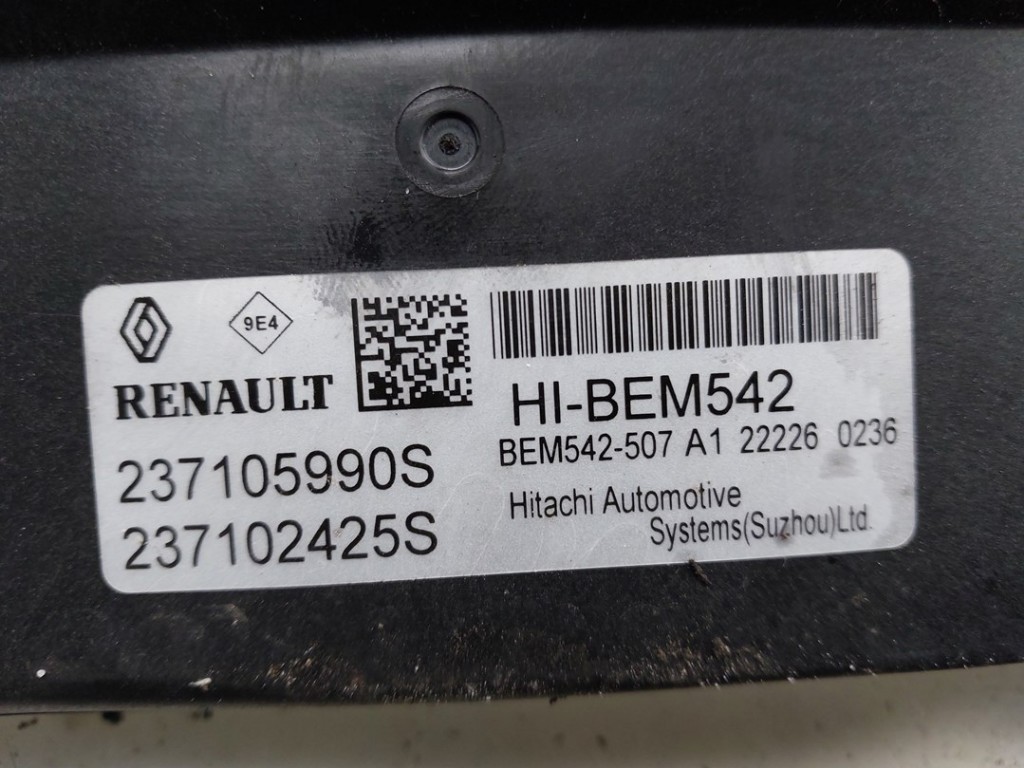 9E4
RENAULT
237105990S
237102425S
HI-BEM542
BEM542-507 A1 22226 0236
Hitachi Automotive
Systems(Suzhou)Ltd.